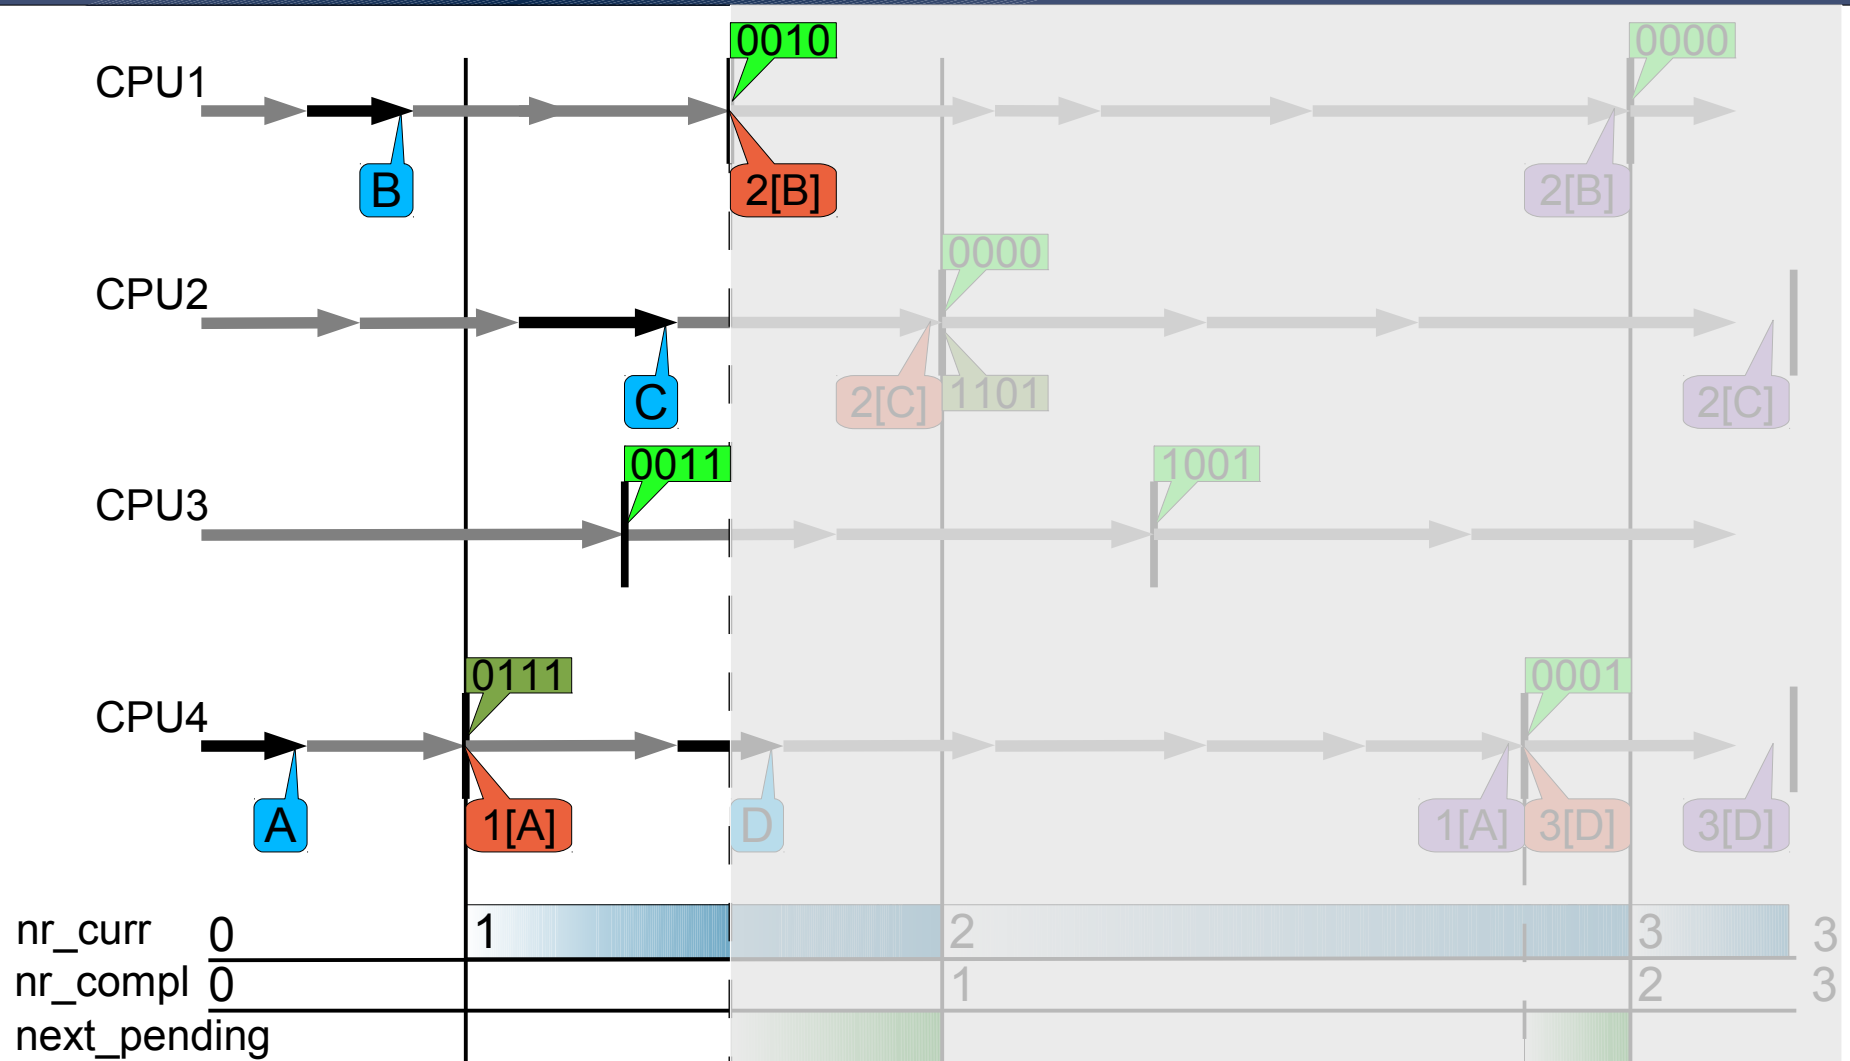 0010 0000
CPU1
B 2[B] 2[B]
0000
CPU2
C 2[C] 1101 2[C]
0011 1001
CPU3
0111 0001
CPU4
A 1[A] D 1[A] 3[D] 3[D]
nr_curr 0 1 2 3 3
nr_compl 0 1 2 3
next_pending